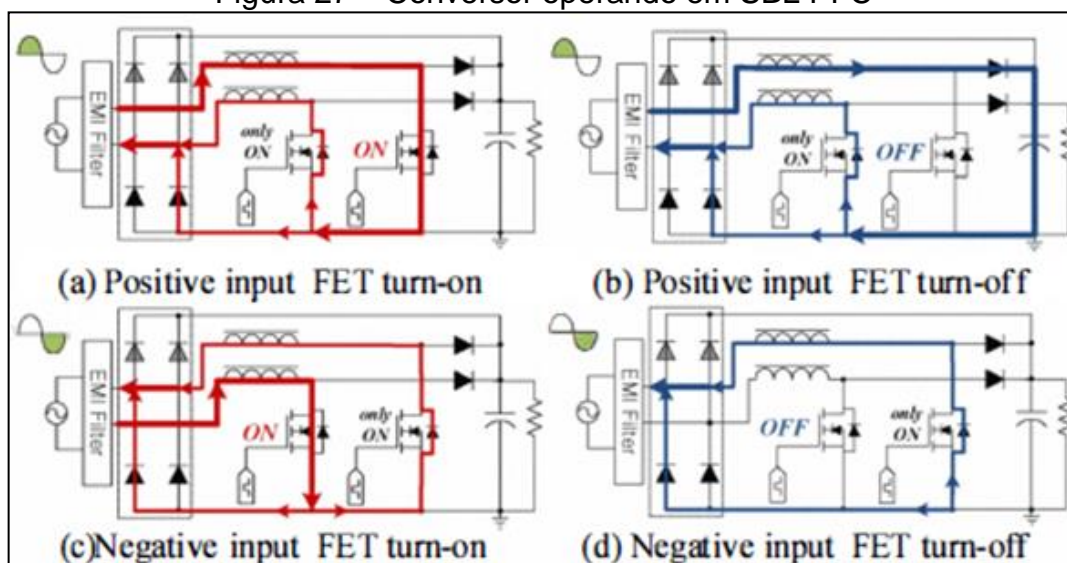 Figura 27 – Conversor operando em SBL PFC
EMI Filter
only
ON
ON
EMI Filter
only
ON
OFF
(a) Positive input FET turn-on
(b) Positive input FET turn-off
EMI Filter
ON
only
ON
EMI Filter
OFF
only
ON
(c)Negative input FET turn-on
(d) Negative input FET turn-off